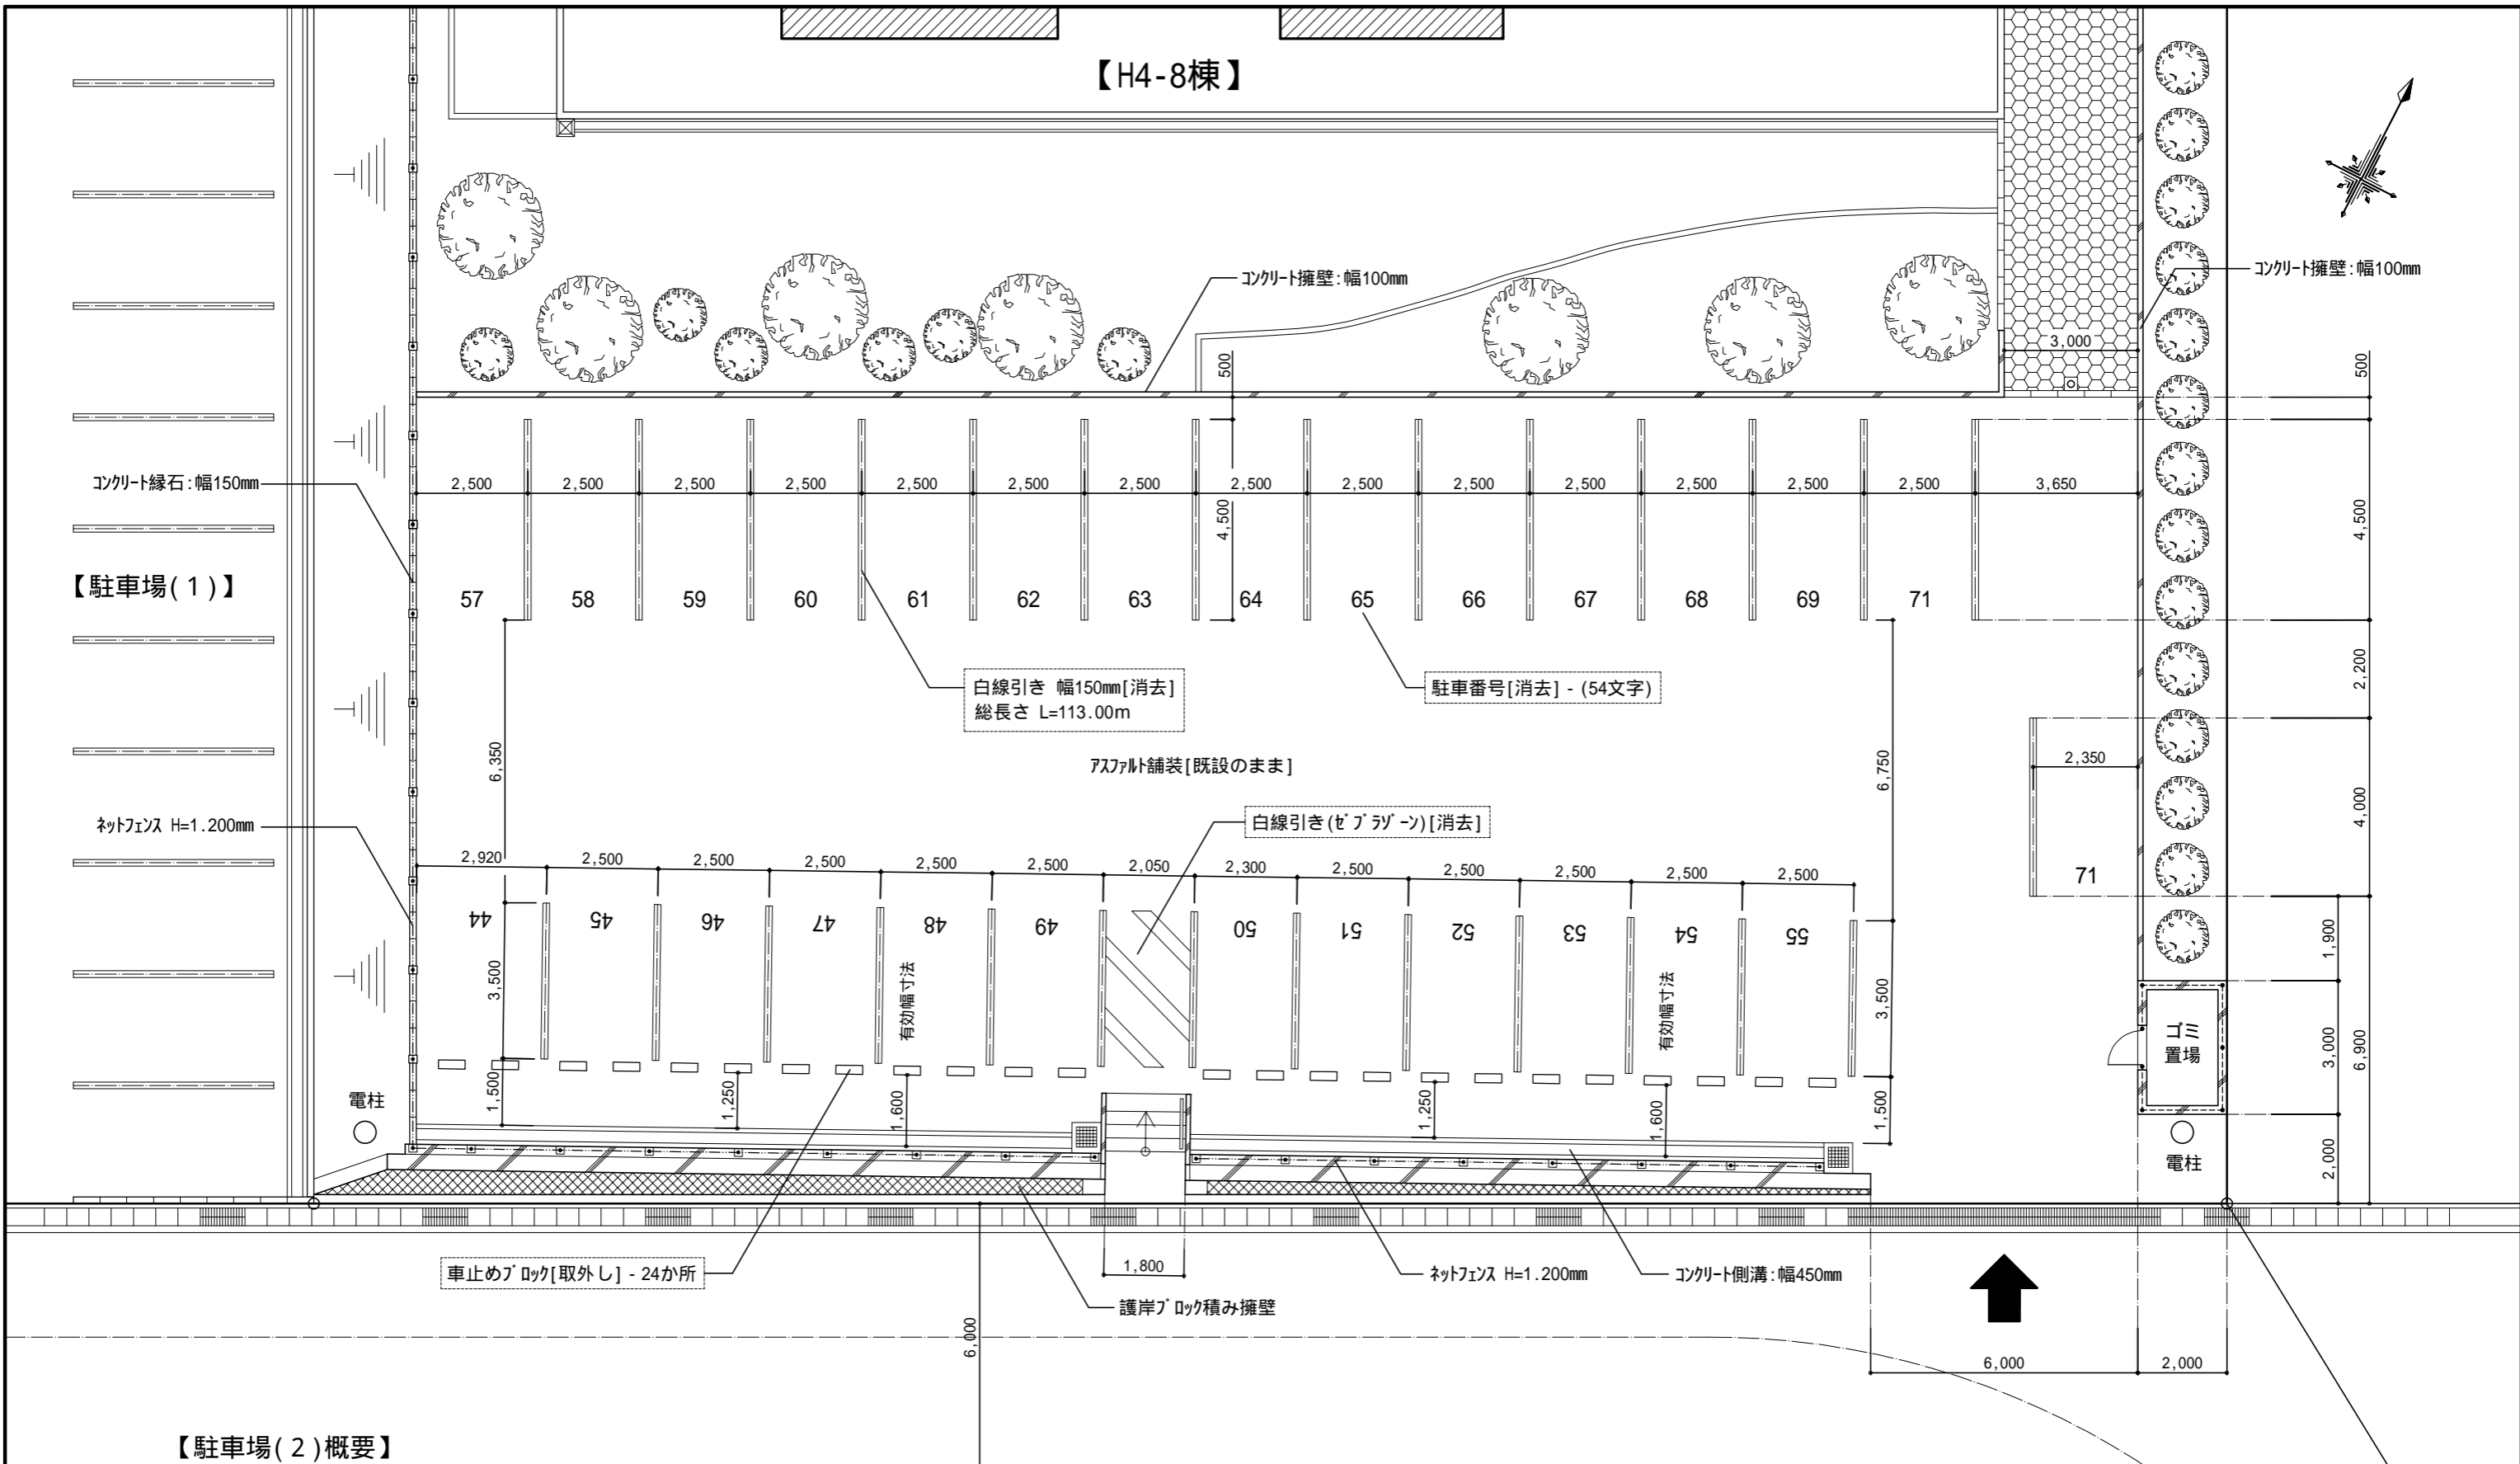 【H4-8棟】
コンクリート擁壁:幅100mm
コンクリート擁壁:幅100mm
3,000
500
500
コンクリート縁石:幅150mm
2,500 2,500 2,500 2,500 2,500 2,500 2,500 2,500 2,500 2,500 2,500 2,500 2,500 2,500 3,650
4,500
4,500
【駐車場(1)】
57 58 59 60 61 62 63 64 65 66 67 68 69 71
2,200
白線引き 幅150mm[消去]
総長さ L=113.00m
駐車番号[消去] - (54文字)
6,350
アスファルト舗装[既設のまま]
6,750
2,350
4,000
ネットフェンス H=1.200mm
白線引き(ゼブラゾーン)[消去]
2,920 2,500 2,500 2,500 2,500 2,500 2,050 2,300 2,500 2,500 2,500 2,500 2,500
71
44 45 46 47 48 49 50 51 52 53 54 55
1,900
3,500
有効幅寸法
有効幅寸法
3,500
ゴミ
置場
3,000
6,900
電柱
1,500
1,250
1,600
1,250
1,600
1,500
電柱
2,000
車止めブロック[取外し] - 24か所
1,800
ネットフェンス H=1.200mm
コンクリート側溝:幅450mm
護岸ブロック積み擁壁
6,000
6,000
2,000
【駐車場(2)概要】